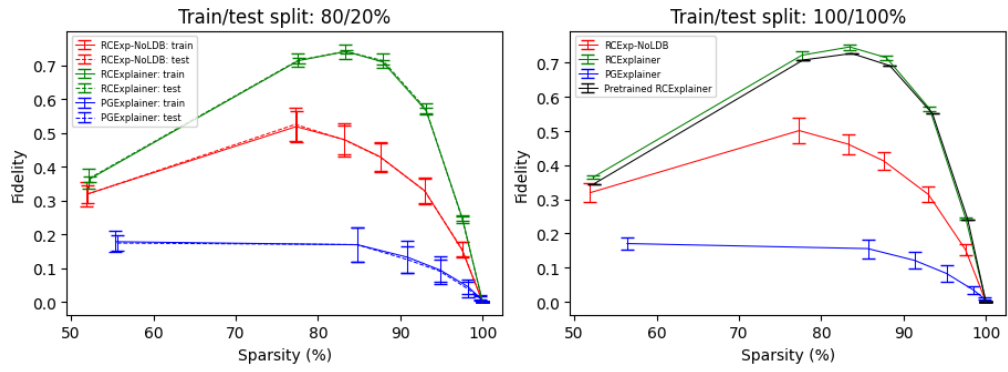 Train/test split: 80/20%
RCExp-NoLDB: train
RCExp-NoLDB: test
RCExplainer: train
RCExplainer: test
PGExplainer: train
PGExplainer: test
Fidelity
0.7
0.6
0.5
0.4
0.3
0.2
0.1
0.0
50 60 70 80 90 100
Sparsity (%)
Train/test split: 100/100%
RCExp-NoLDB
RCExplainer
PGExplainer
Pretrained RCExplainer
Fidelity
0.7
0.6
0.5
0.4
0.3
0.2
0.1
0.0
50 60 70 80 90 100
Sparsity (%)